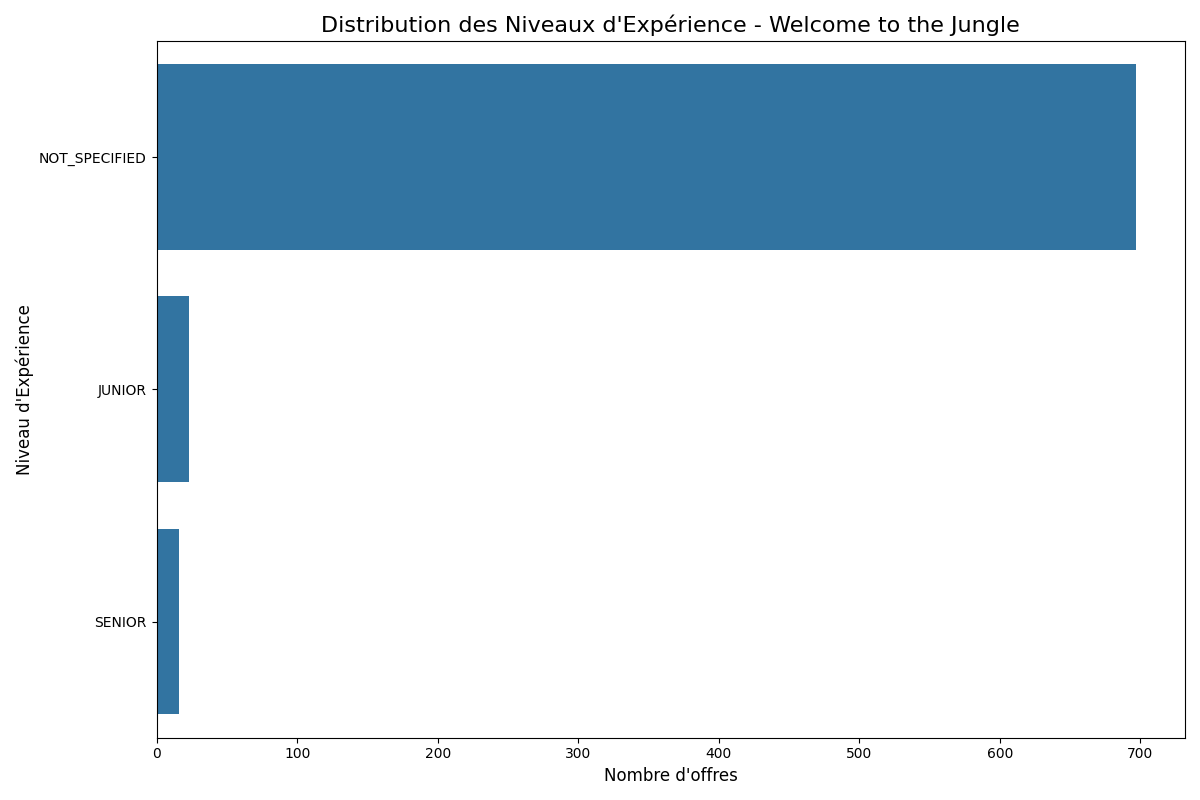 Distribution des Niveaux d'Expérience - Welcome to the Jungle
Niveau d'Expérience
NOT_SPECIFIED
JUNIOR
SENIOR
0 100 200 300 400 500 600 700
Nombre d'offres